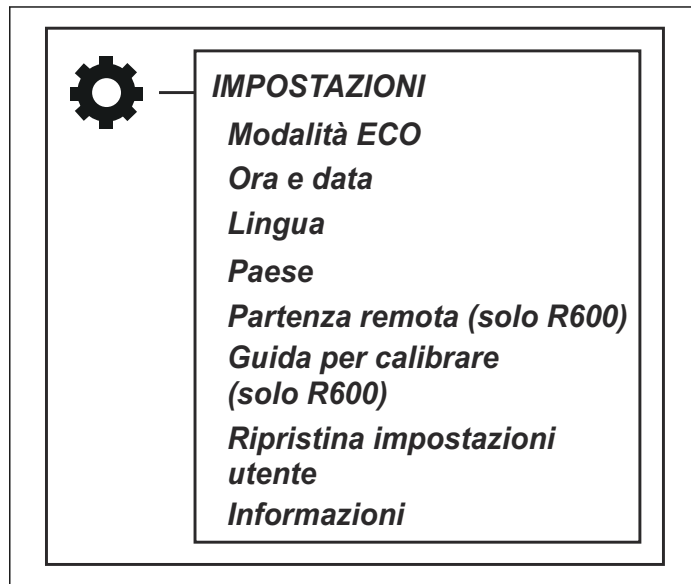 IMPOSTAZIONI
Modalità ECO
Ora e data
Lingua
Paese
Partenza remota (solo R600)
Guida per calibrare
(solo R600)
Ripristina impostazioni
utente
Informazioni